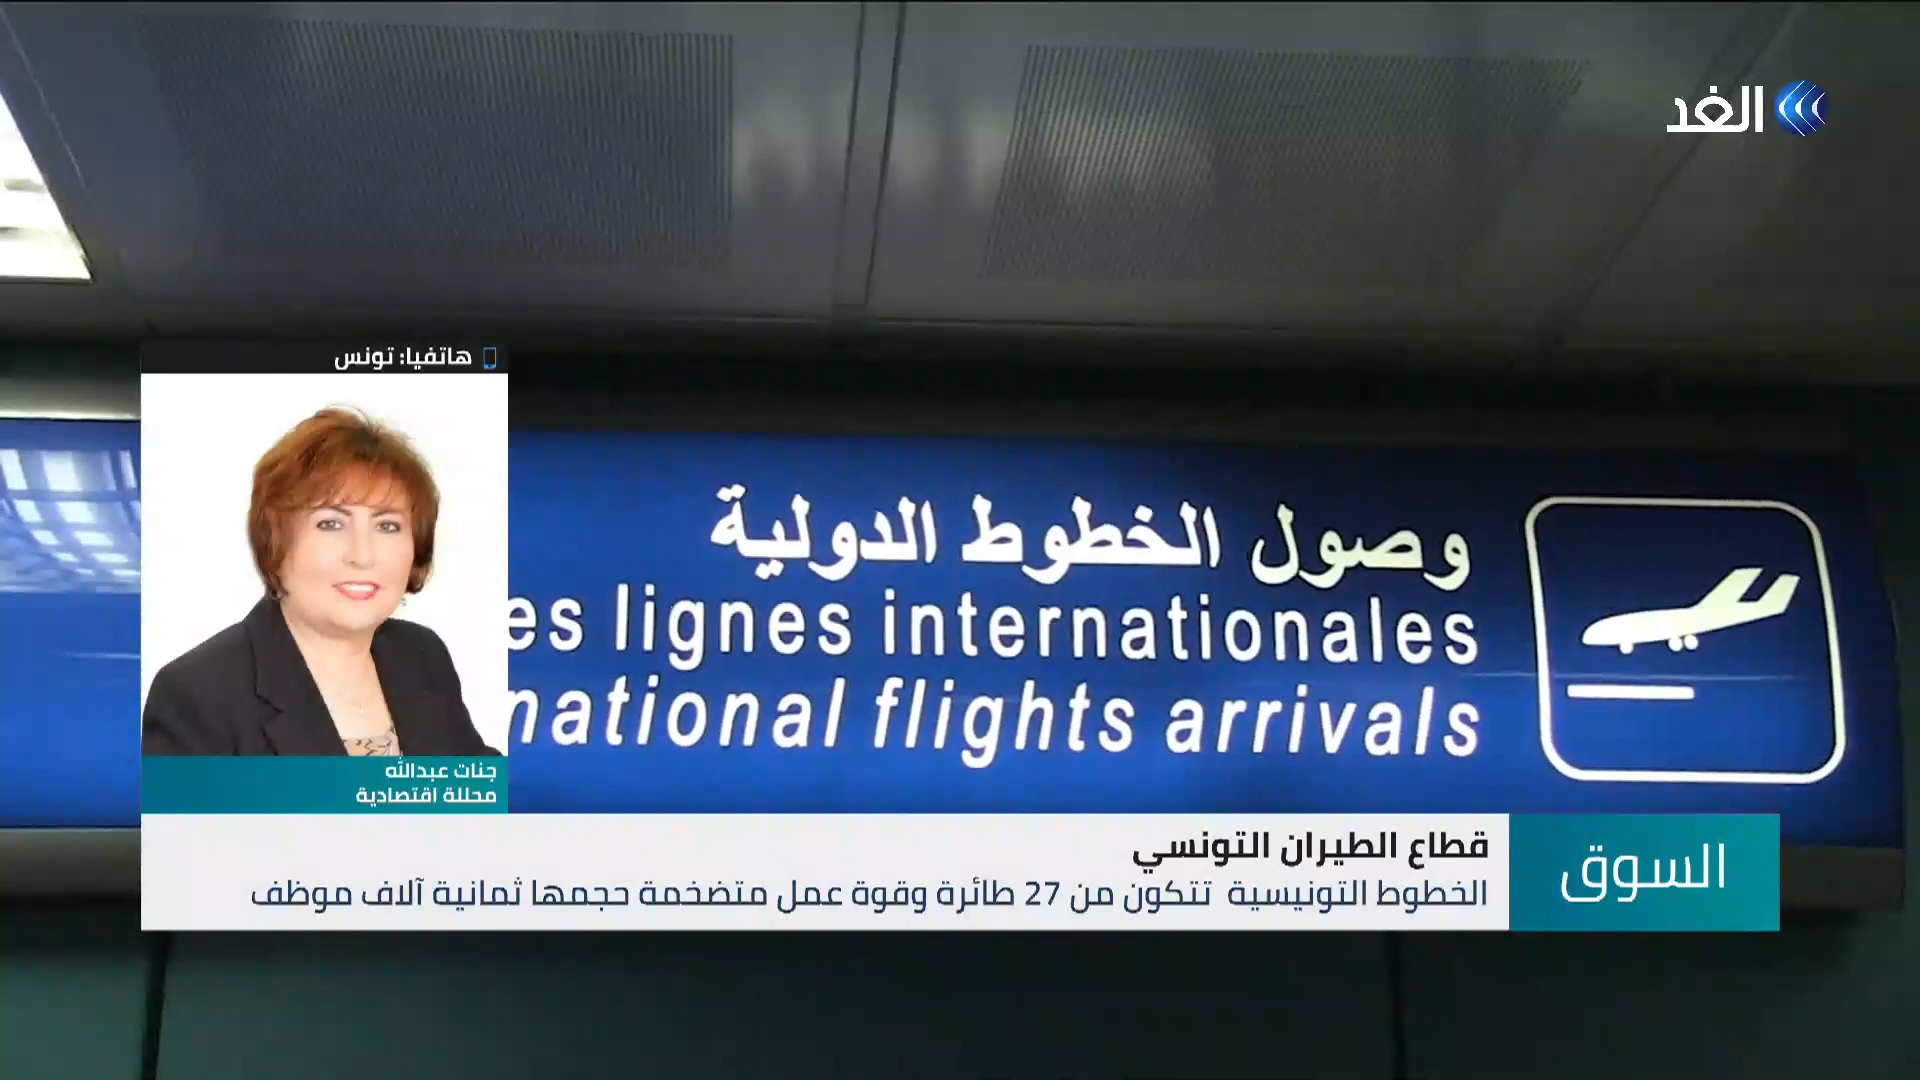 الغد
هاتفيا: تونس
وصول الخطوط الدولية
es lignes internationales
national flights arrivals
جنات عبدالله
محللة اقتصادية
السوق
قطاع الطيران التونسي
الخطوط التونيسية تتكون من 27 طائرة وقوة عمل متضخمة حجمها ثمانية آلاف موظف